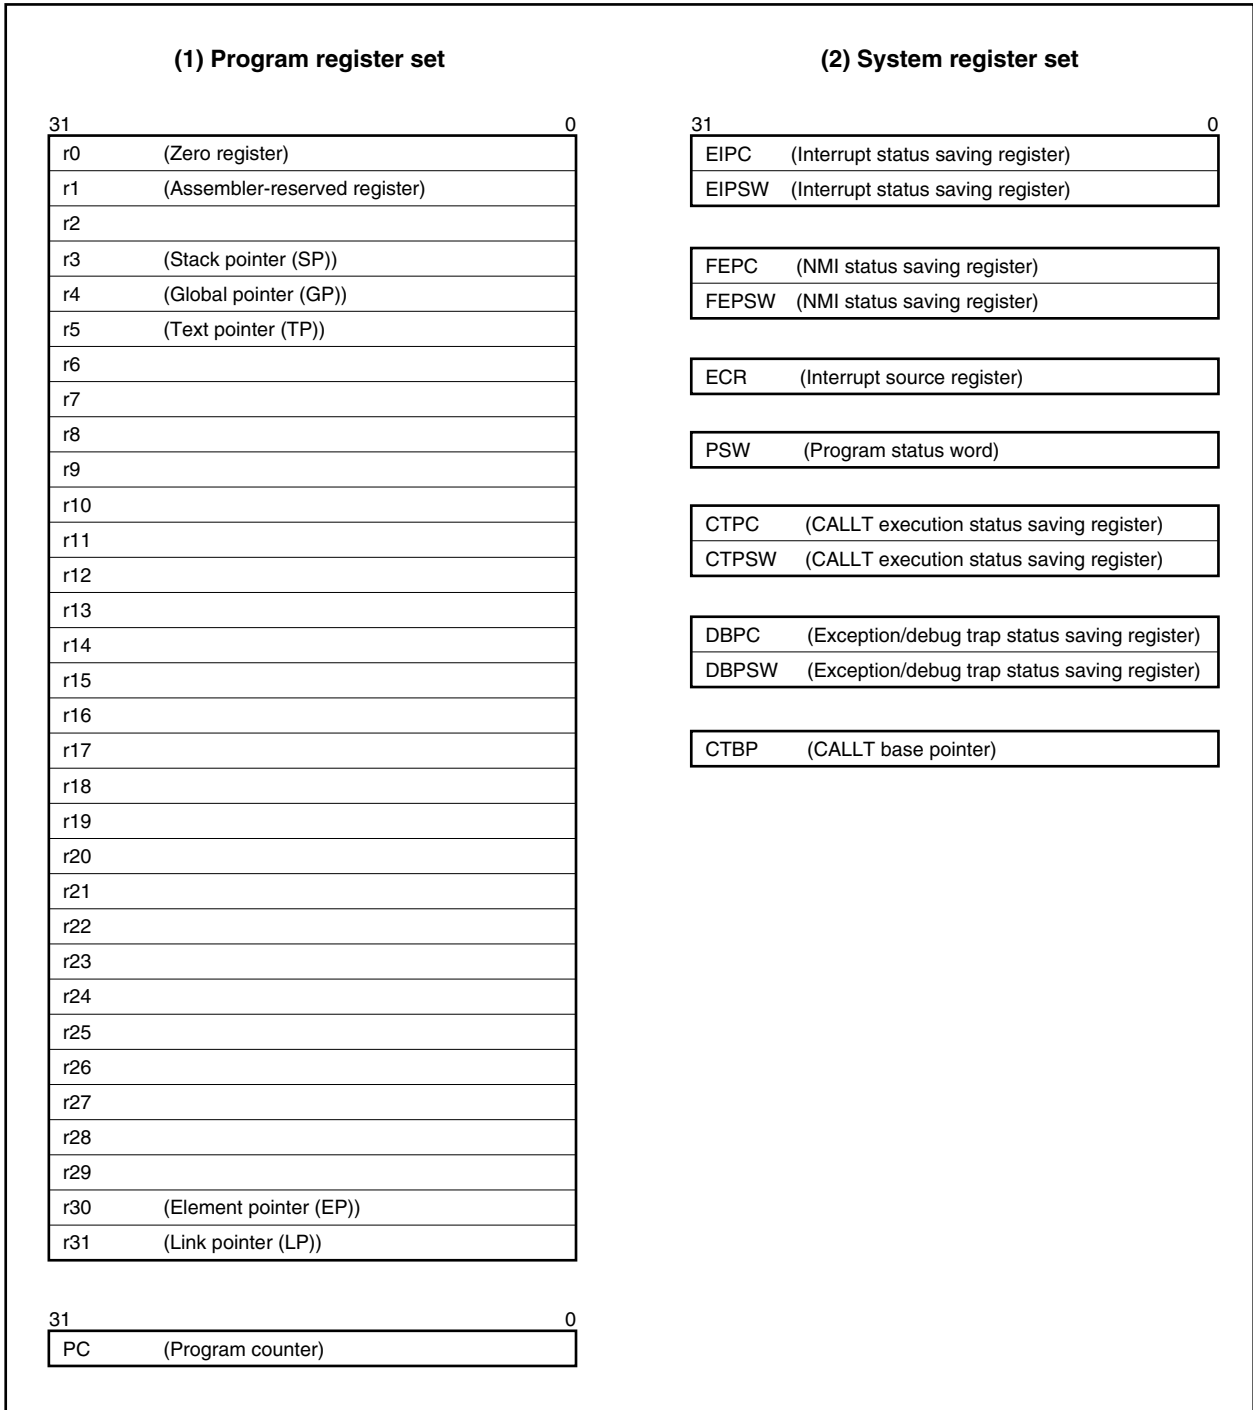 (1) Program register set
31 0
r0 (Zero register)
r1 (Assembler-reserved register)
r2
r3 (Stack pointer (SP))
r4 (Global pointer (GP))
r5 (Text pointer (TP))
r6
r7
r8
r9
r10
r11
r12
r13
r14
r15
r16
r17
r18
r19
r20
r21
r22
r23
r24
r25
r26
r27
r28
r29
r30 (Element pointer (EP))
r31 (Link pointer (LP))
31 0
PC (Program counter)
(2) System register set
31 0
EIPC (Interrupt status saving register)
EIPSW (Interrupt status saving register)
FEPC (NMI status saving register)
FEPSW (NMI status saving register)
ECR (Interrupt source register)
PSW (Program status word)
CTPC (CALLT execution status saving register)
CTPSW (CALLT execution status saving register)
DBPC (Exception/debug trap status saving register)
DBPSW (Exception/debug trap status saving register)
CTBP (CALLT base pointer)